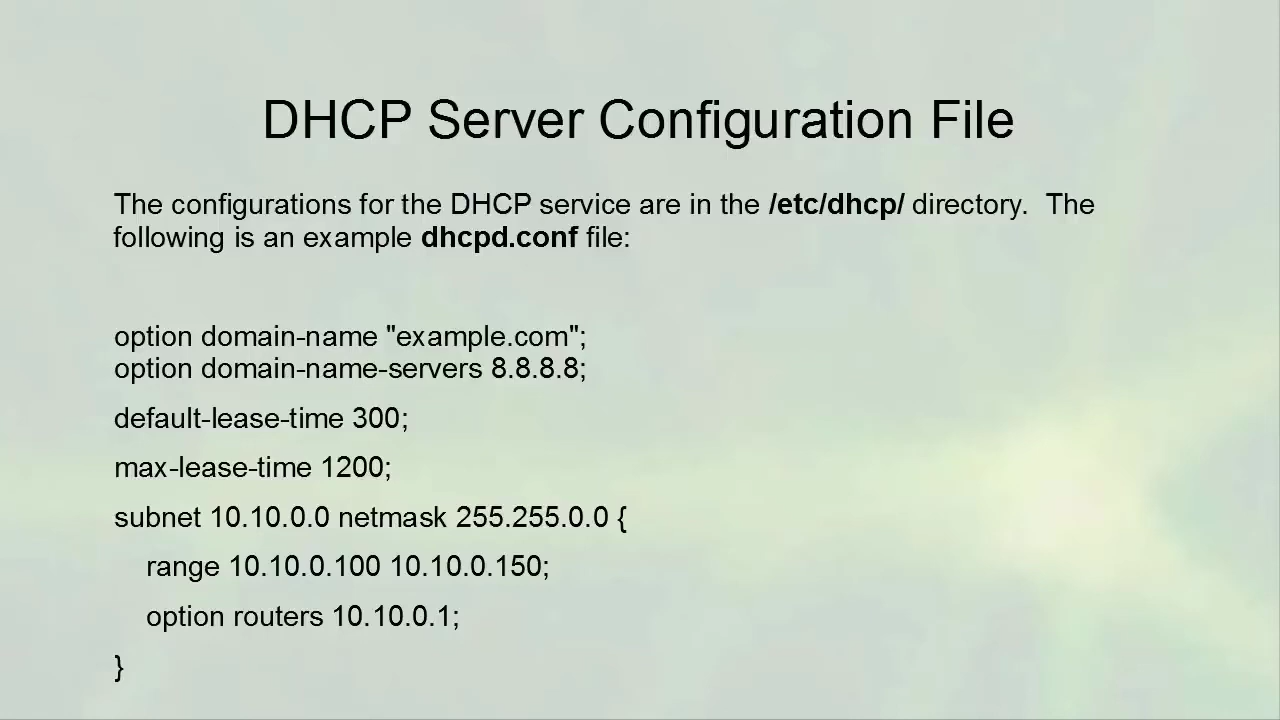 DHCP Server Configuration File
The configurations for the DHCP service are in the /etc/dhcp/ directory.  The
following is an example dhcpd.conf file:
option domain-name "example.com";
option domain-name-servers 8.8.8.8;
default-lease-time 300;
max-lease-time 1200;
subnet 10.10.0.0 netmask 255.255.0.0 {
range 10.10.0.100 10.10.0.150;
option routers 10.10.0.1;
}